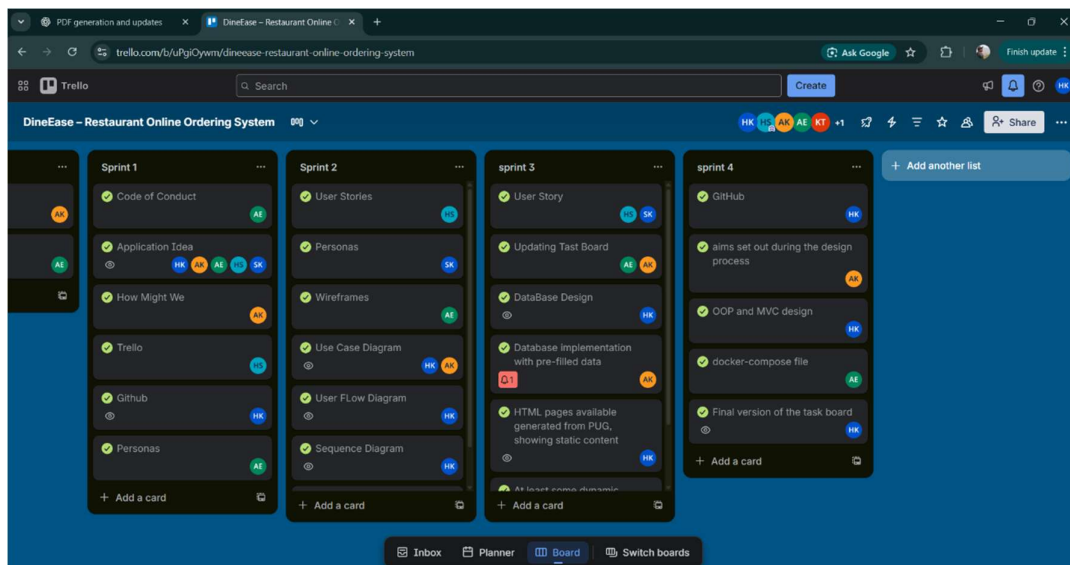 PDF generation and updates
DineEase – Restaurant Online O
trello.com/b/uPgiOywm/dineease-restaurant-online-ordering-system
Ask Google
Finish update
Trello
Search
Create
HK
DineEase – Restaurant Online Ordering System
HK HS AK AE KT +1
Share
AK
AE
Sprint 1
Code of Conduct
AE
Application Idea
HK AK AE HS SK
How Might We
AK
Trello
HS
Github
HK
Personas
AE
Add a card
Sprint 2
User Stories
HS
Personas
SK
Wireframes
AE
Use Case Diagram
HK AK
User FLow Diagram
HK
Sequence Diagram
HK
Add a card
sprint 3
User Story
HS SK
Updating Tast Board
AE AK
DataBase Design
HK
Database implementation
with pre-filled data
1
AK
HTML pages available
generated from PUG,
showing static content
HK
At least some dynamic
Add a card
sprint 4
GitHub
HK
aims set out during the design
process
AK
OOP and MVC design
HK
docker-compose file
AE
Final version of the task board
HK
Add a card
Add another list
Inbox
Planner
Board
Switch boards